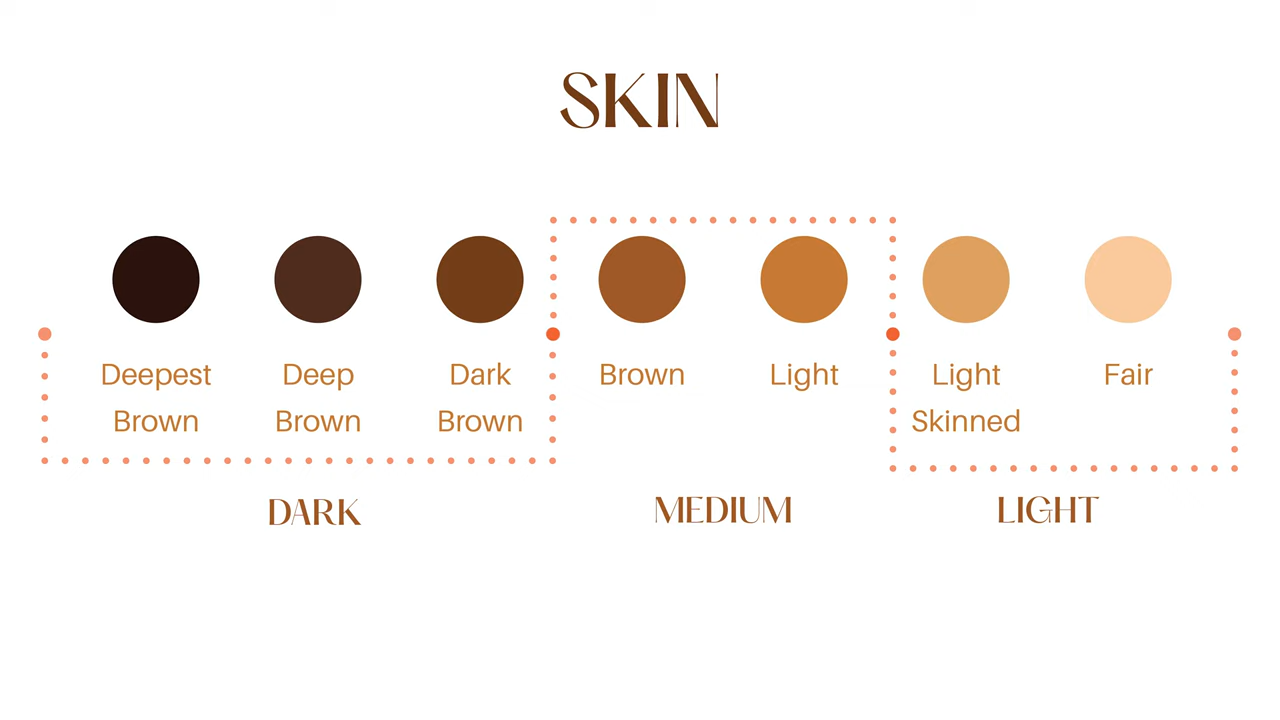 SKIN
Deepest
Brown
Deep
Brown
Dark
Brown
Brown
Light
Light
Skinned
Fair
DARK
MEDIUM
LIGHT